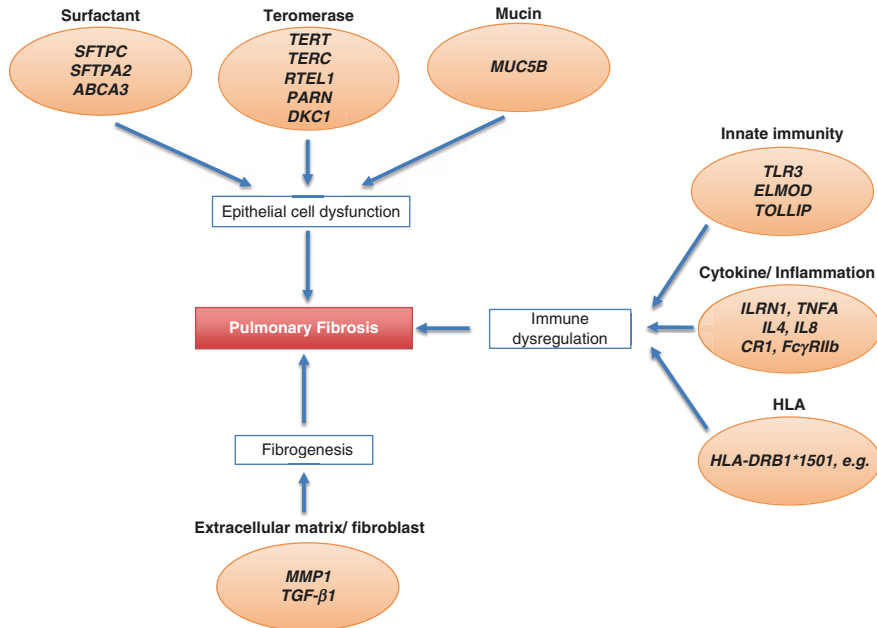 Surfactant
SFTPC
SFTPA2
ABCA3
Teromerase
TERT
TERC
RTEL1
PARN
DKC1
Mucin
MUC5B
Epithelial cell dysfunction
Innate immunity
TLR3
ELMOD
TOLLIP
Cytokine/ Inflammation
ILRN1, TNFA
IL4, IL8
CR1, FcγRIIb
Immune
dysregulation
Pulmonary Fibrosis
HLA
HLA-DRB1*1501, e.g.
Fibrogenesis
Extracellular matrix/ fibroblast
MMP1
TGF-β1